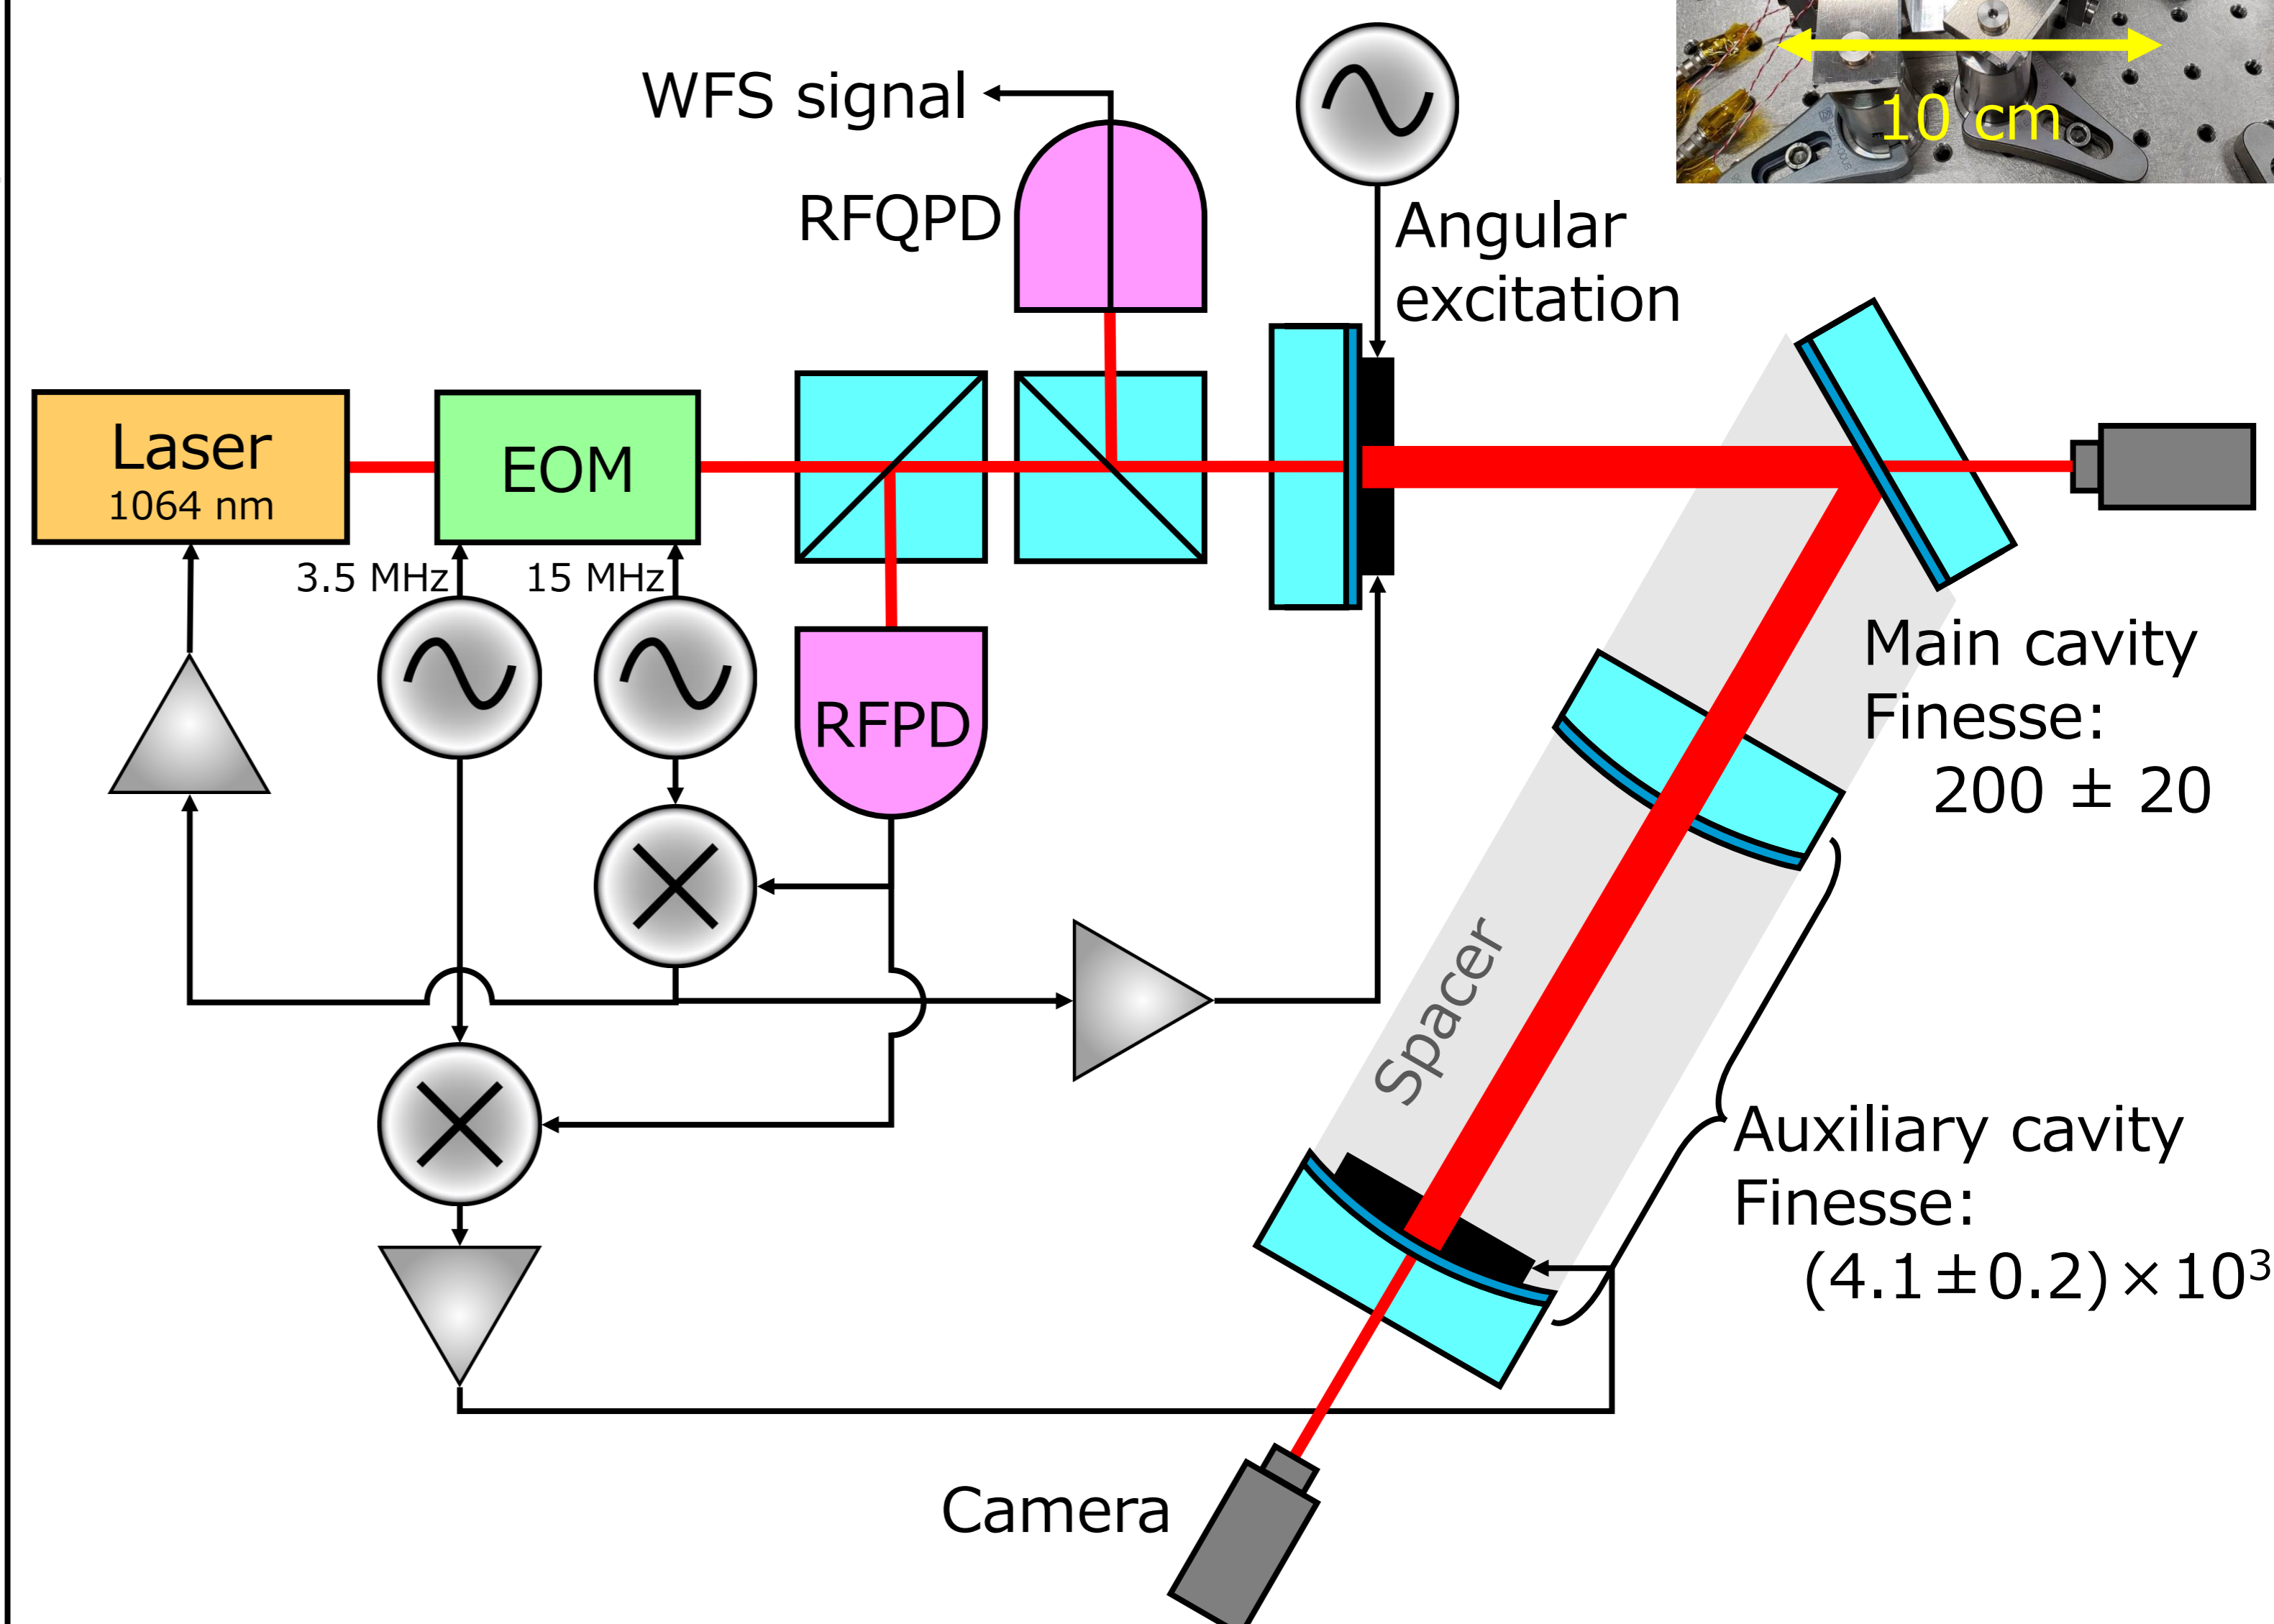 10 cm
WFS signal
RFQPD
Angular
excitation
Laser
1064 nm
EOM
3.5 MHz
15 MHz
RFPD
Main cavity
Finesse:
200 ± 20
Spacer
Auxiliary cavity
Finesse:
(4.1±0.2)×10³
Camera